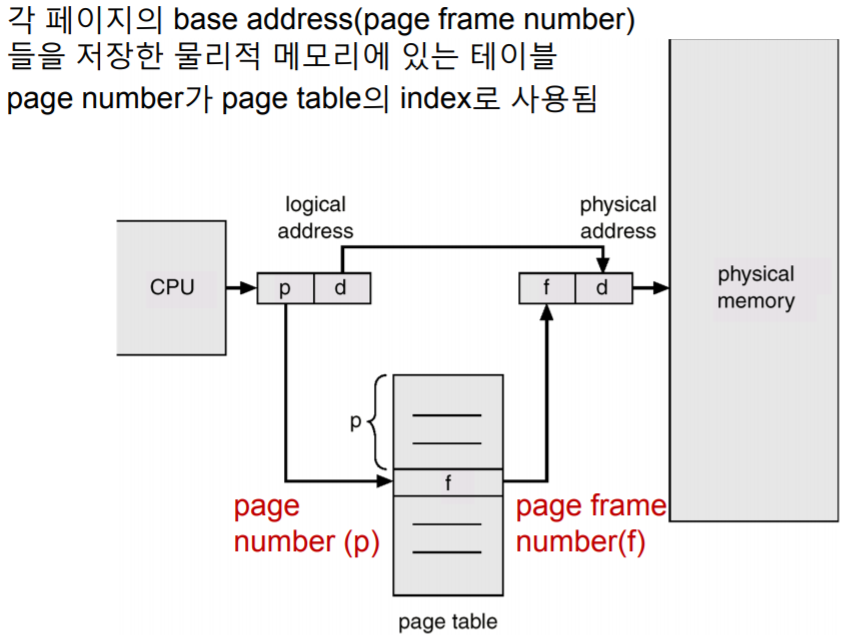 각 페이지의 base address(page frame number)
들을 저장한 물리적 메모리에 있는 테이블
page number가 page table의 index로 사용됨
logical
address
physical
address
CPU
p
d
f
d
physical
memory
p
f
page
number (p)
page frame
number(f)
page table